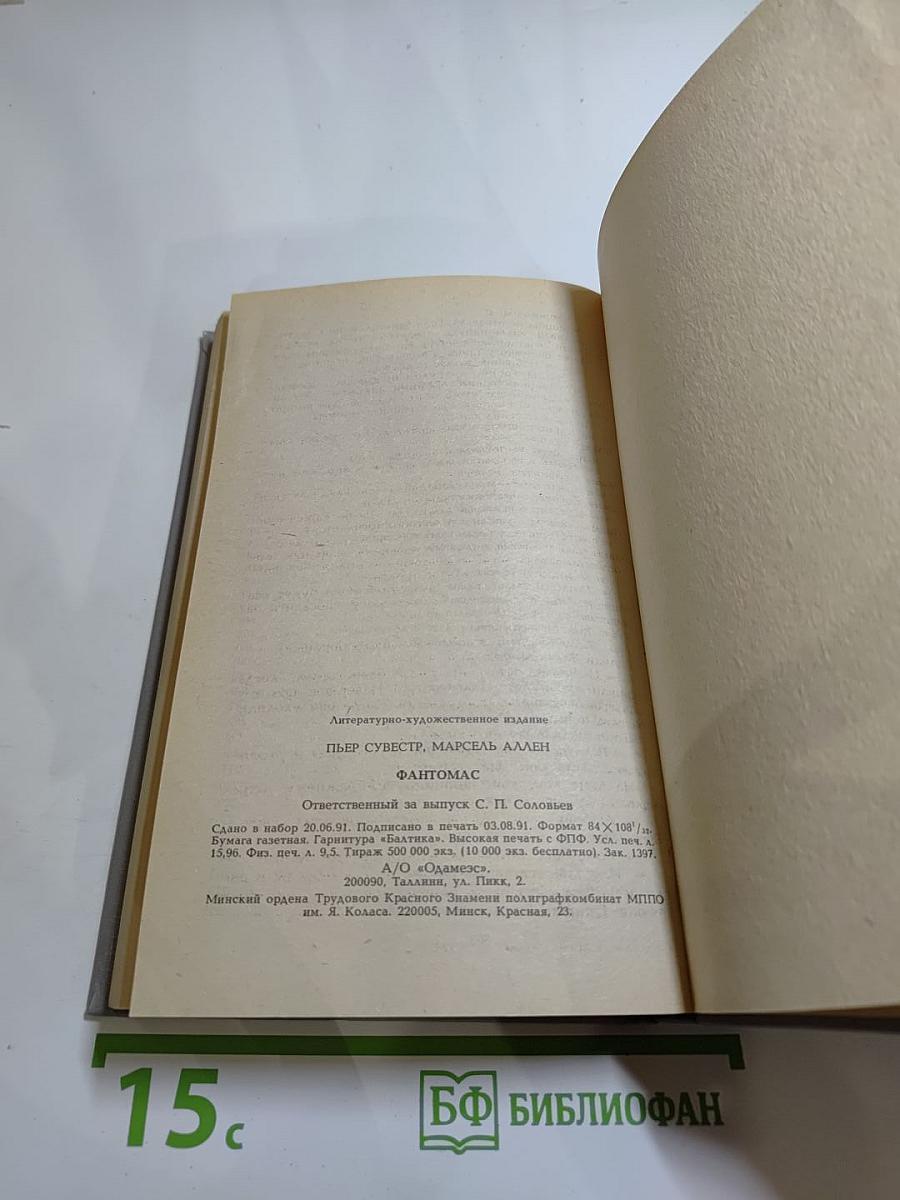 Литературно-художественное издание
ПЬЕР СУВЕСТР, МАРСЕЛЬ АЛЛЕН
ФАНТОМАС
Ответственный за выпуск С. П. Соловьев
Сдано в набор 20.06.91. Подписано в печать 03.08.91. Формат 84×108¹/₃₂.
Бумага газетная. Гарнитура «Балтика». Высокая печать с ФПФ. Усл. печ. л.
15,96. Физ. печ. л. 9,5. Тираж 500 000 экз. (10 000 экз. бесплатно). Зак. 1397.
А/О «Одамеэс».
200090, Таллинн, ул. Пикк, 2.
Минский ордена Трудового Красного Знамени полиграфкомбинат МППО
им. Я. Коласа. 220005, Минск, Красная, 23.
15 с
БФ БИБЛИОФАН